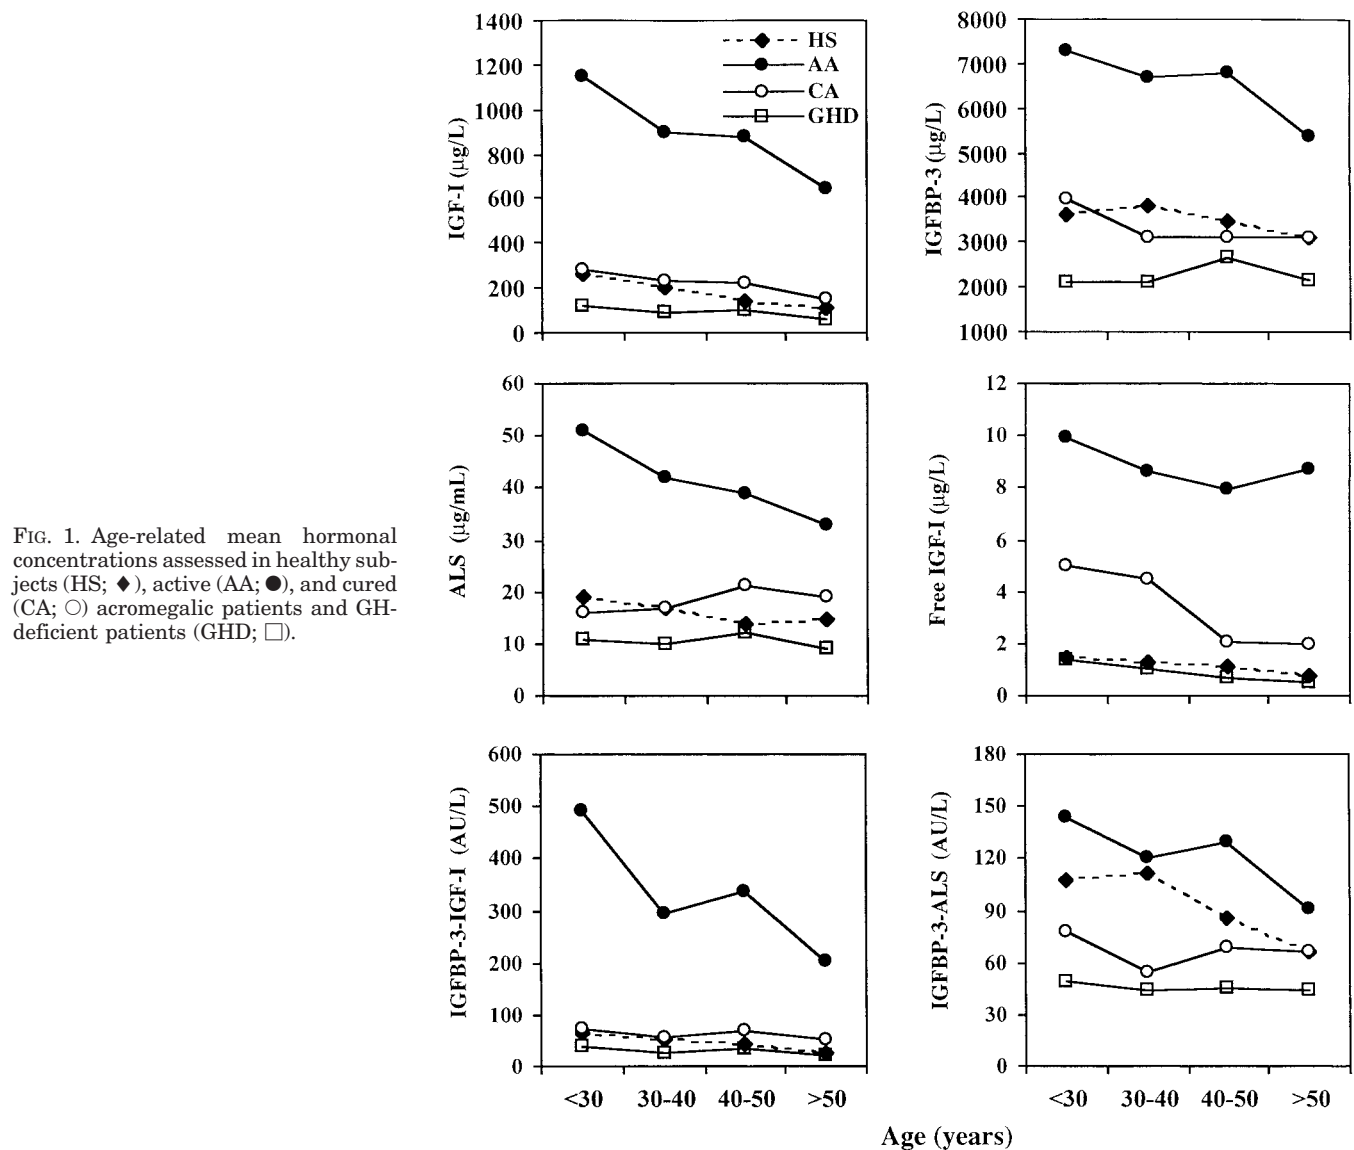 1400
1200
1000
800
600
400
200
0
IGF-I (µg/L)
HS
AA
CA
GHD
8000
7000
6000
5000
4000
3000
2000
1000
IGFBP-3 (µg/L)
60
50
40
30
20
10
0
ALS (µg/mL)
12
10
8
6
4
2
0
Free IGF-I (µg/L)
FIG. 1. Age-related mean hormonal
concentrations assessed in healthy sub-
jects (HS; ◆), active (AA; ●), and cured
(CA; ○) acromegalic patients and GH-
deficient patients (GHD; □).
600
500
400
300
200
100
0
IGFBP-3-IGF-I (AU/L)
<30 30-40 40-50 >50
180
150
120
90
60
30
0
IGFBP-3-ALS (AU/L)
<30 30-40 40-50 >50
Age (years)